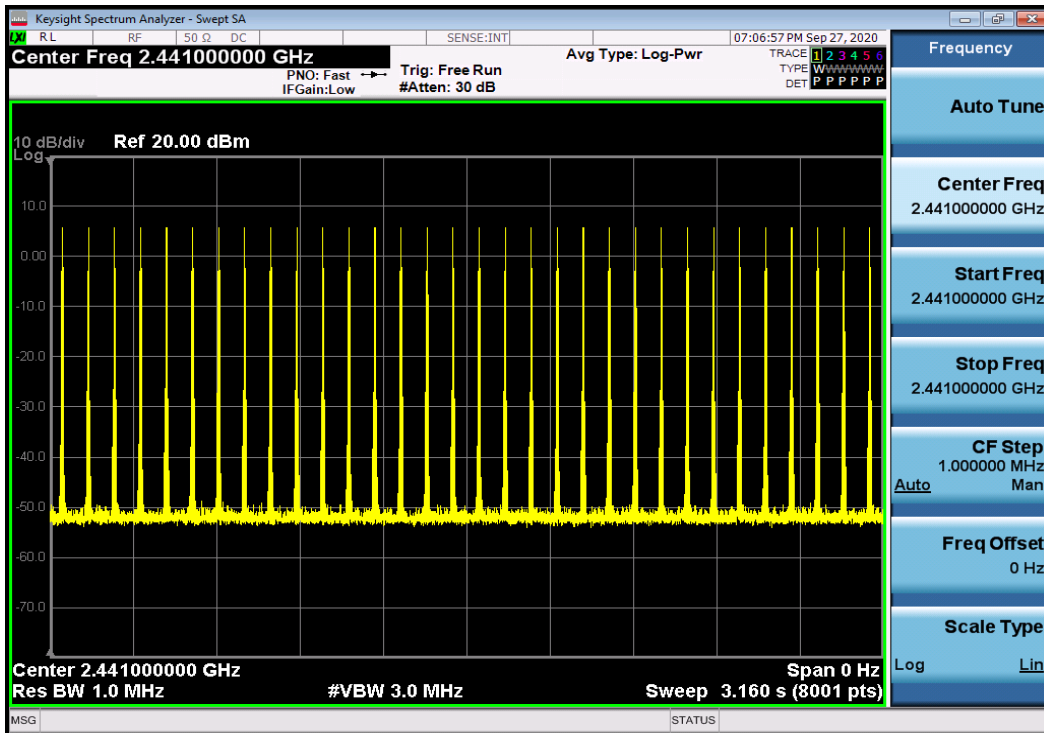 Keysight Spectrum Analyzer - Swept SA
LXI RL RF 50 Ω DC SENSE:INT 07:06:57 PM Sep 27, 2020
Center Freq 2.441000000 GHz
Avg Type: Log-Pwr
TRACE 1 2 3 4 5 6
PNO: Fast Trig: Free Run
TYPE WWWWWW
IFGain:Low #Atten: 30 dB
DET P P P P P P
10 dB/div Ref 20.00 dBm
Log
10.0
0.00
-10.0
-20.0
-30.0
-40.0
-50.0
-60.0
-70.0
Center 2.441000000 GHz Span 0 Hz
Res BW 1.0 MHz #VBW 3.0 MHz Sweep 3.160 s (8001 pts)
MSG STATUS
Frequency
Auto Tune
Center Freq
2.441000000 GHz
Start Freq
2.441000000 GHz
Stop Freq
2.441000000 GHz
CF Step
1.000000 MHz
Auto Man
Freq Offset
0 Hz
Scale Type
Log Lin